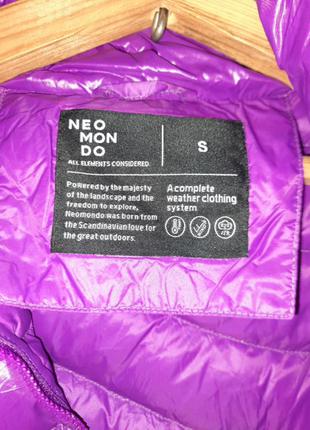 NEO
MON
DO
S
ALL ELEMENTS CONSIDERED.
Powered by the majesty
of the landscape and the
freedom to explore,
Neomondo was born from
the Scandinavian love for
the great outdoors.
A complete
weather clothing
system